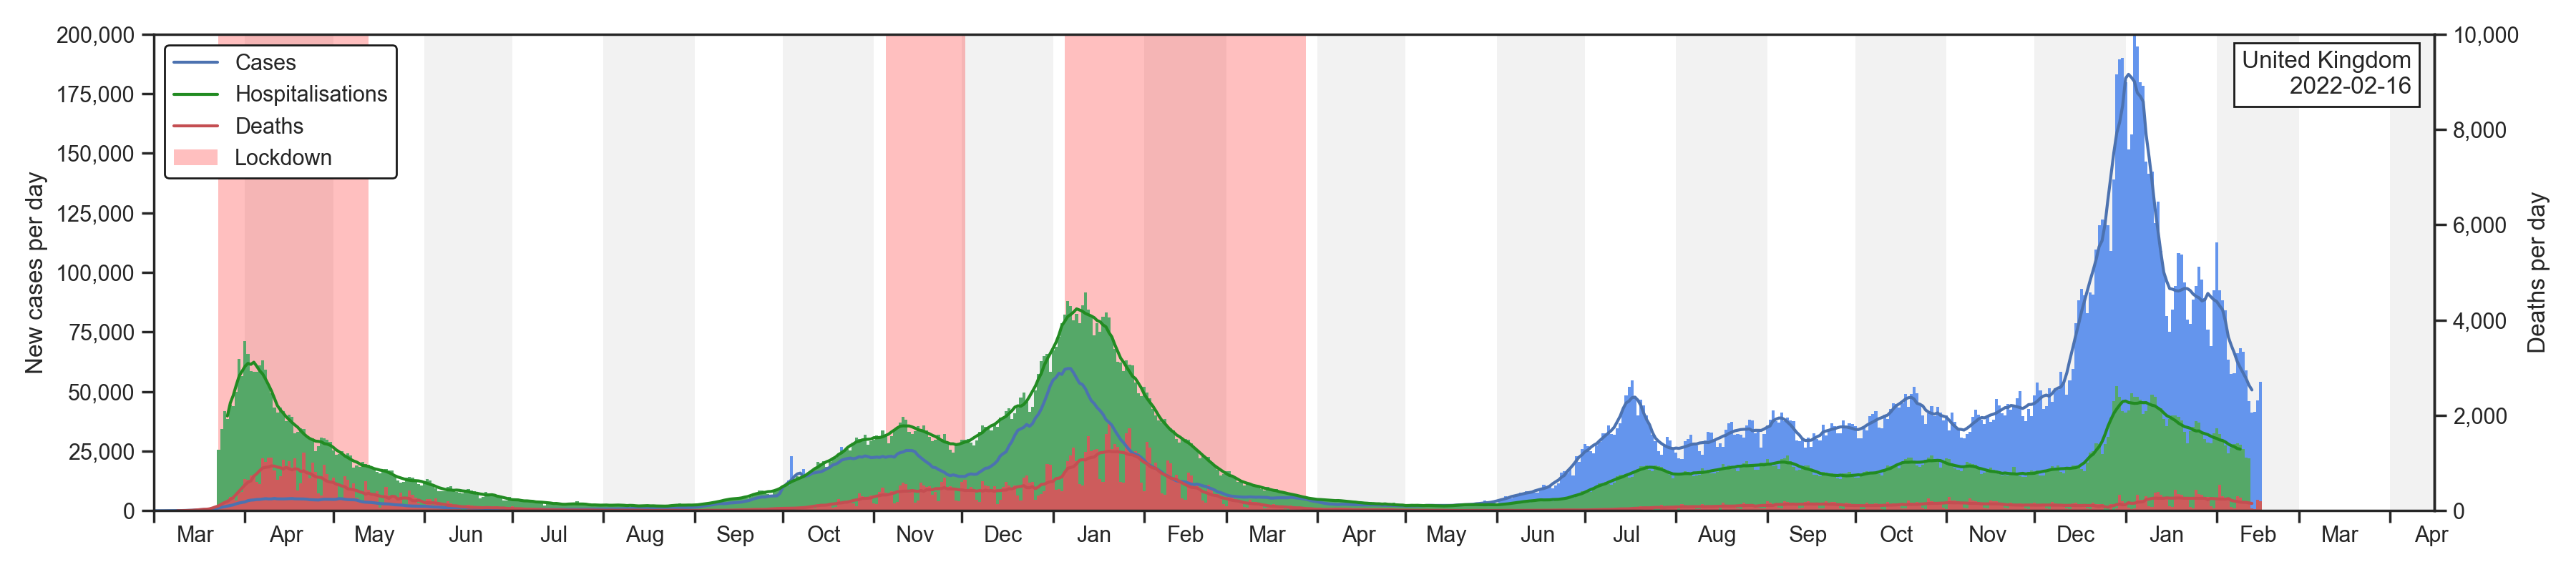 200,000
175,000
150,000
125,000
100,000
75,000
50,000
25,000
0
New cases per day
Cases
Hospitalisations
Deaths
Lockdown
United Kingdom
2022-02-16
10,000
8,000
6,000
4,000
2,000
0
Deaths per day
Mar Apr May Jun Jul Aug Sep Oct Nov Dec Jan Feb Mar Apr May Jun Jul Aug Sep Oct Nov Dec Jan Feb Mar Apr